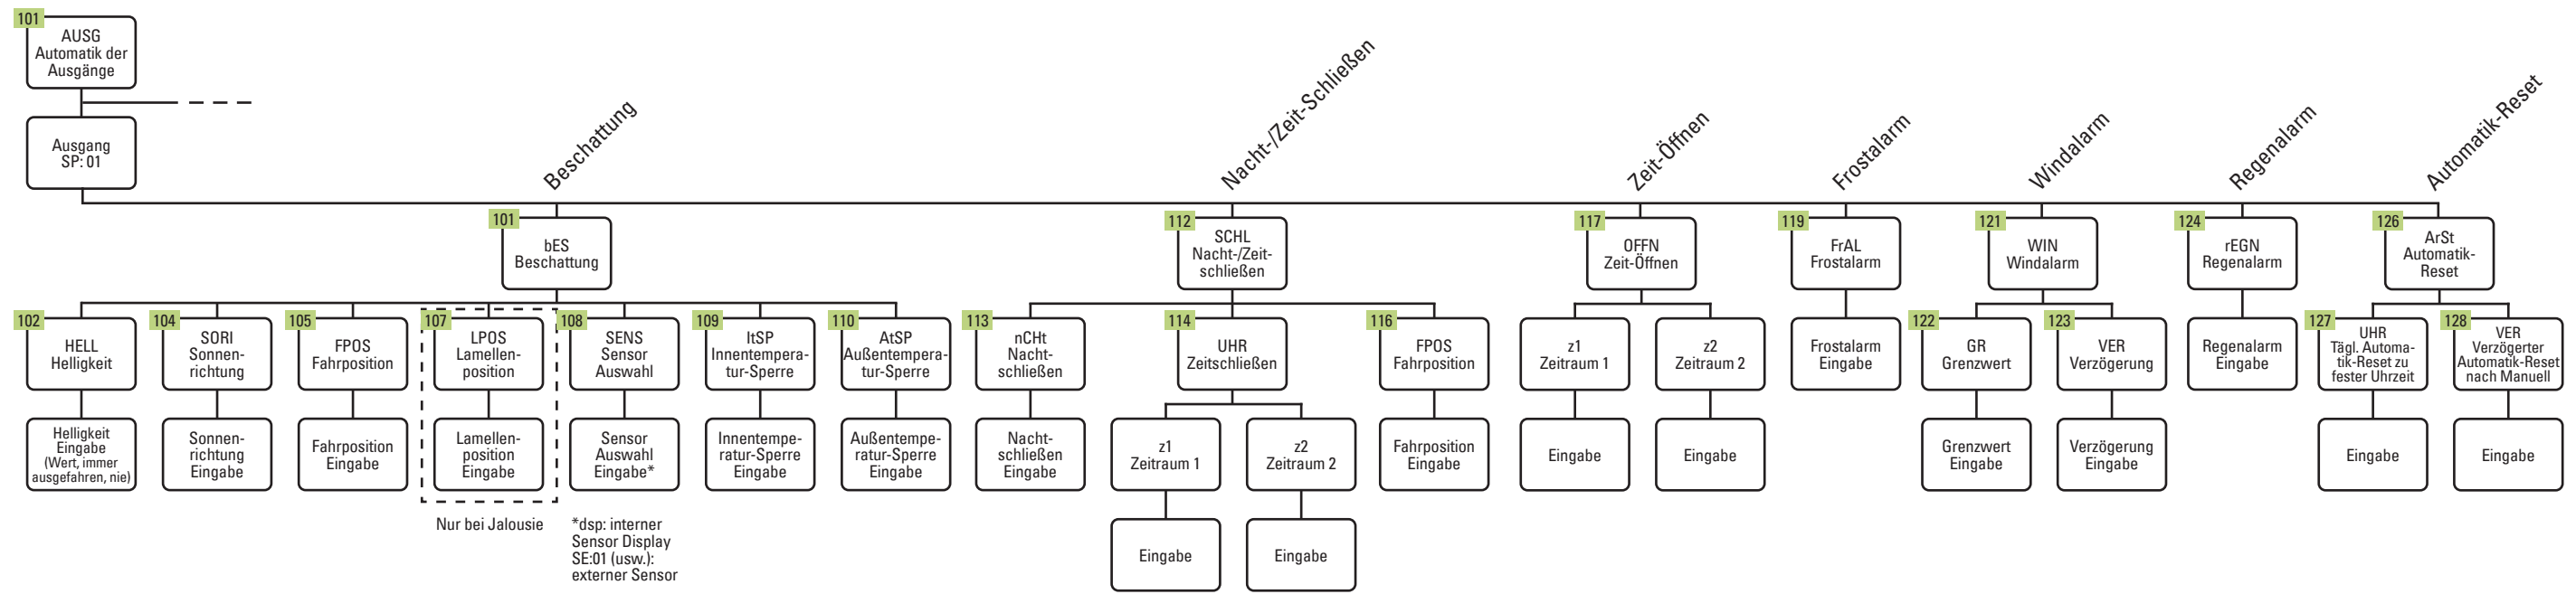 101
AUSG
Automatik der
Ausgänge
Ausgang
SP: 01
Beschattung
Nacht-/Zeit-Schließen
Zeit-Öffnen
Frostalarm
Windalarm
Regenalarm
Automatik-Reset
101
bES
Beschattung
112
SCHL
Nacht-/Zeit-
schließen
117
OFFN
Zeit-Öffnen
119
FrAL
Frostalarm
121
WIN
Windalarm
124
rEGN
Regenalarm
126
ArSt
Automatik-
Reset
102
HELL
Helligkeit
104
SORI
Sonnen-
richtung
105
FPOS
Fahrposition
107
LPOS
Lamellen-
position
108
SENS
Sensor
Auswahl
109
ItSP
Innentempera-
tur-Sperre
110
AtSP
Außentempera-
tur-Sperre
113
nCHt
Nacht-
schließen
114
UHR
Zeitschließen
116
FPOS
Fahrposition
z1
Zeitraum 1
z2
Zeitraum 2
Frostalarm
Eingabe
122
GR
Grenzwert
123
VER
Verzögerung
Regenalarm
Eingabe
127
UHR
Tägl. Automa-
tik-Reset zu
fester Uhrzeit
128
VER
Verzögerter
Automatik-Reset
nach Manuell
Helligkeit
Eingabe
(Wert, immer
ausgefahren, nie)
Sonnen-
richtung
Eingabe
Fahrposition
Eingabe
Lamellen-
position
Eingabe
Sensor
Auswahl
Eingabe*
Innentempe-
ratur-Sperre
Eingabe
Außentempe-
ratur-Sperre
Eingabe
Nacht-
schließen
Eingabe
z1
Zeitraum 1
z2
Zeitraum 2
Fahrposition
Eingabe
Eingabe
Eingabe
Grenzwert
Eingabe
Verzögerung
Eingabe
Eingabe
Eingabe
Nur bei Jalousie
*dsp: interner
Sensor Display
SE:01 (usw.):
externer Sensor
Eingabe
Eingabe